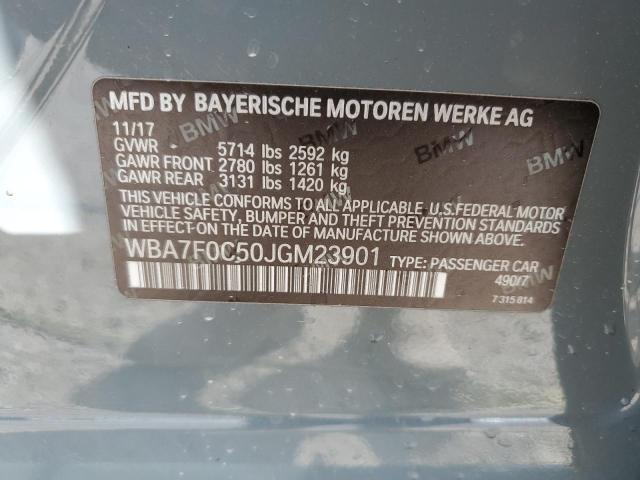 MFD BY BAYERISCHE MOTOREN WERKE AG
11/17
GVWR 5714 lbs 2592 kg
GAWR FRONT 2780 lbs 1261 kg
GAWR REAR 3131 lbs 1420 kg
THIS VEHICLE CONFORMS TO ALL APPLICABLE U.S.FEDERAL MOTOR
VEHICLE SAFETY, BUMPER AND THEFT PREVENTION STANDARDS
IN EFFECT ON THE DATE OF MANUFACTURE SHOWN ABOVE.
WBA7F0C50JGM23901 TYPE: PASSENGER CAR
490/7
7 315 814
BMW
BMW
BMW